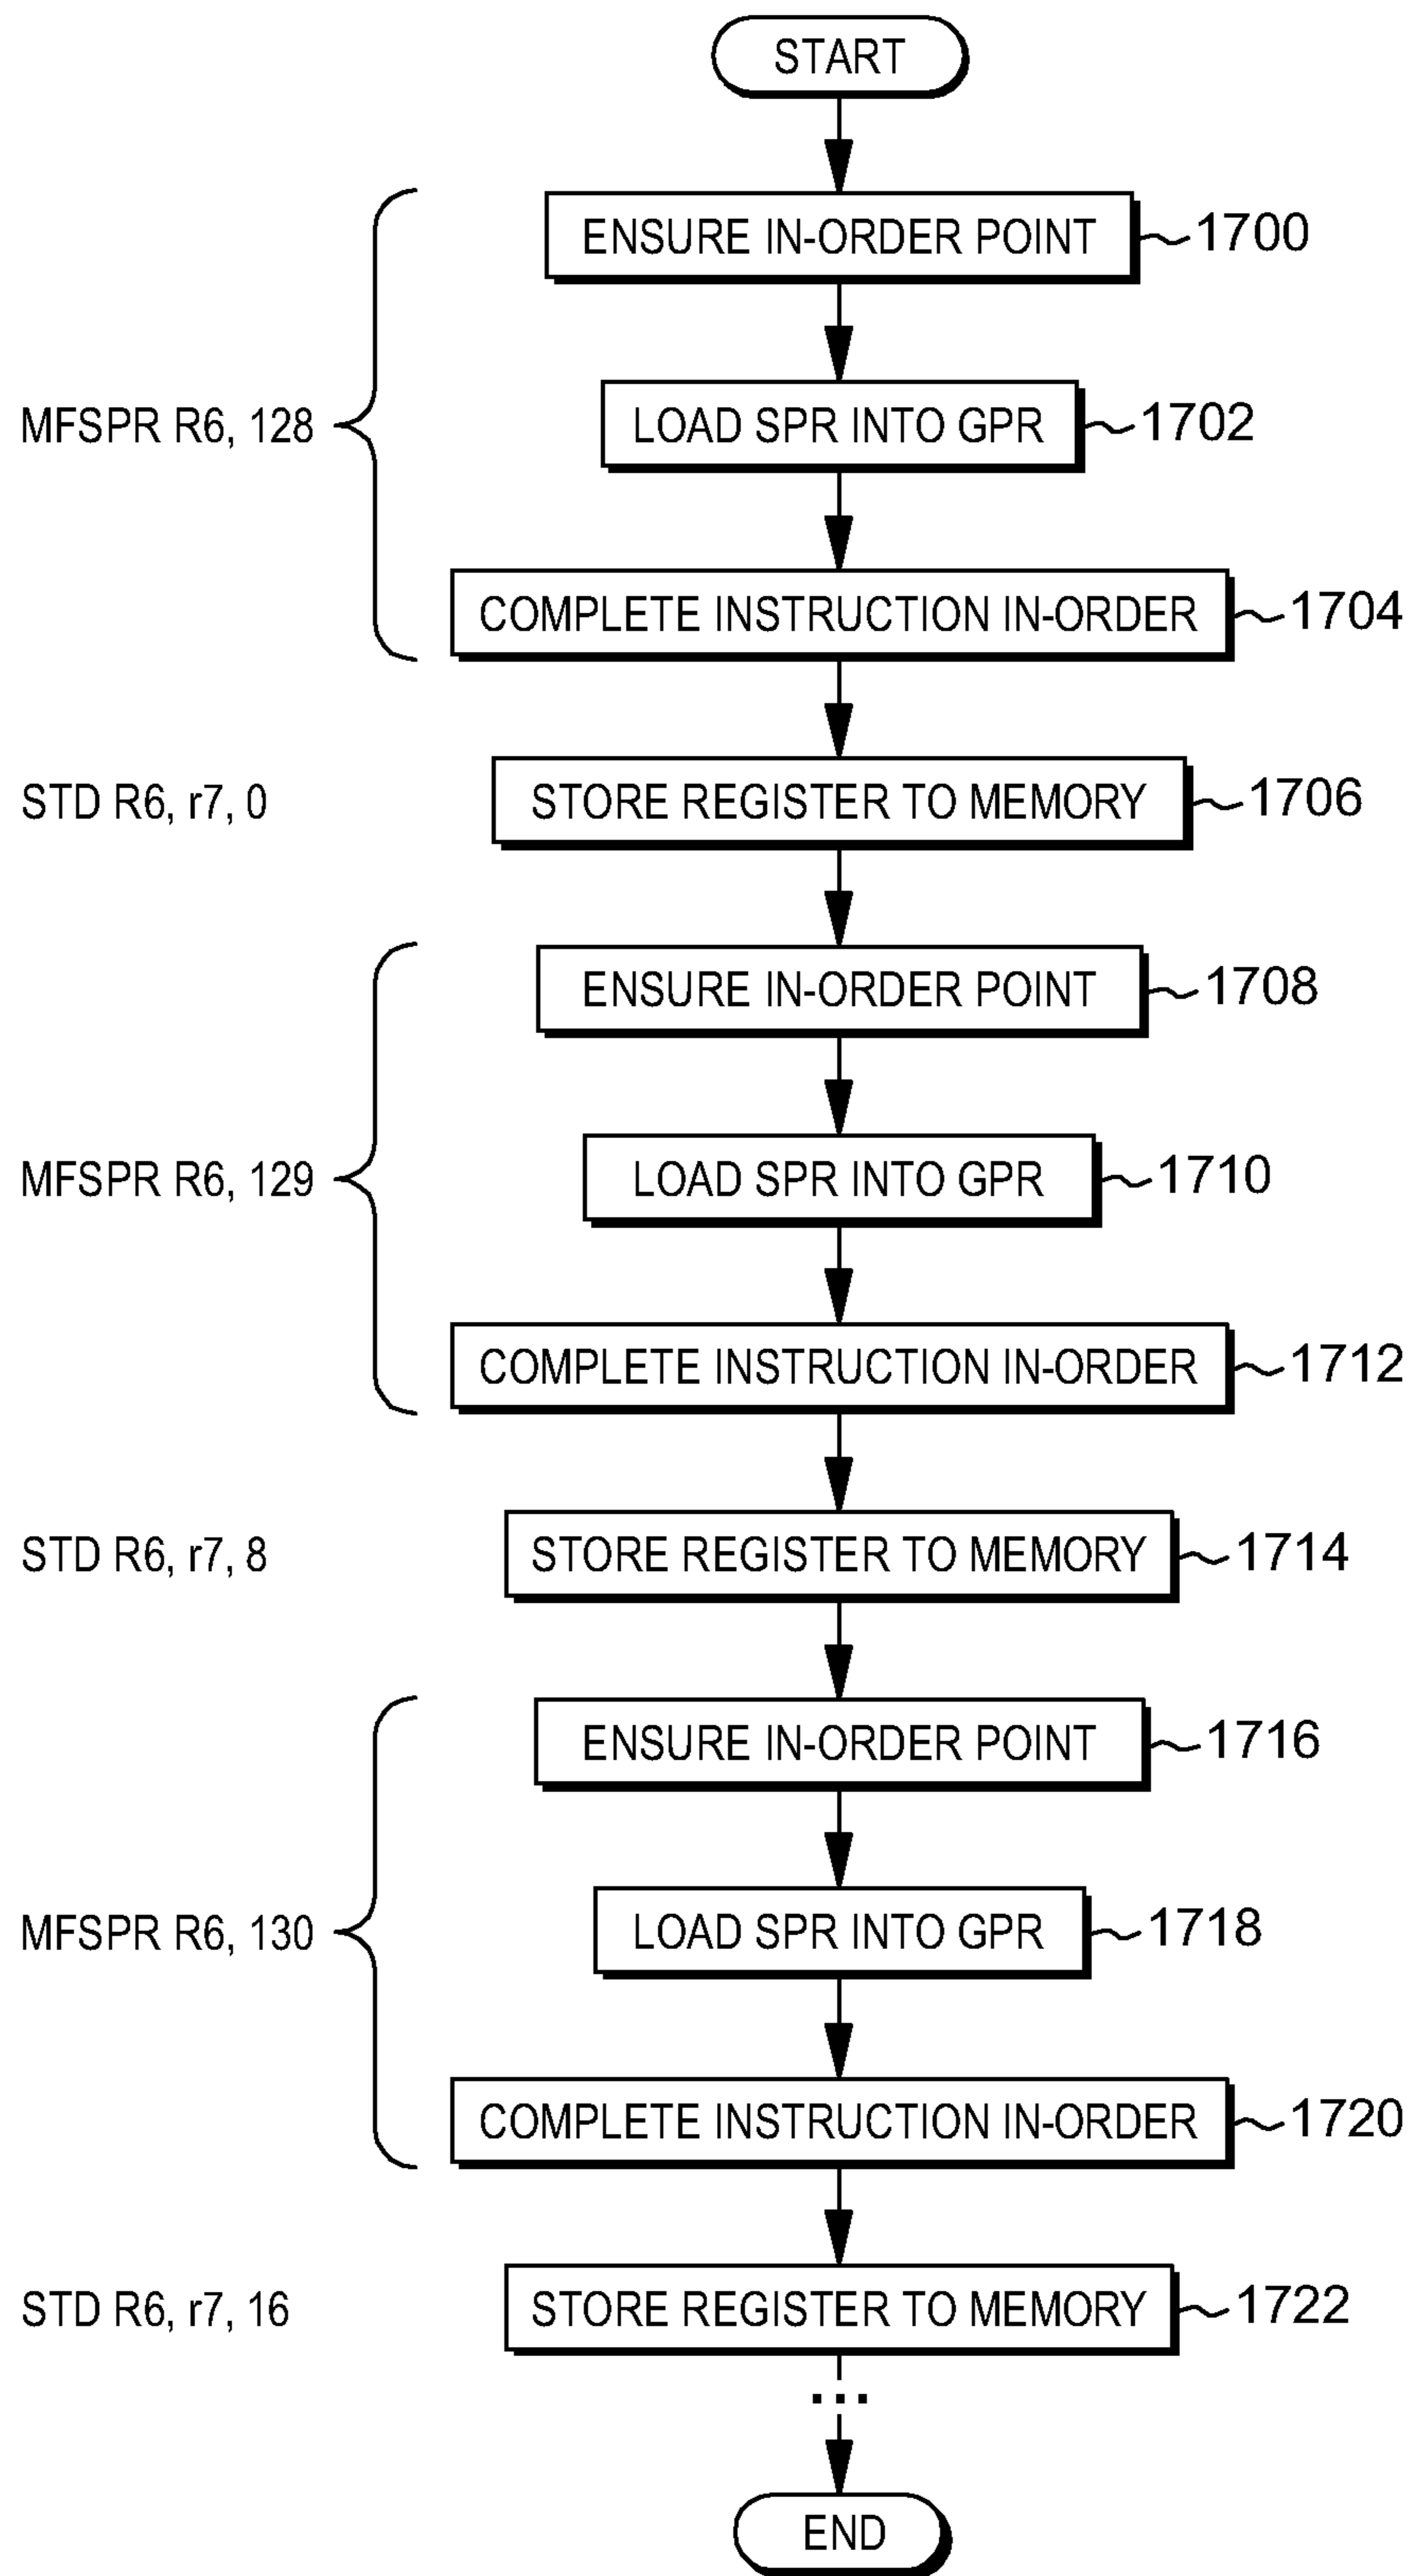 START
ENSURE IN-ORDER POINT 1700
MFSPR R6, 128 LOAD SPR INTO GPR 1702
COMPLETE INSTRUCTION IN-ORDER 1704
STD R6, r7, 0 STORE REGISTER TO MEMORY 1706
ENSURE IN-ORDER POINT 1708
MFSPR R6, 129 LOAD SPR INTO GPR 1710
COMPLETE INSTRUCTION IN-ORDER 1712
STD R6, r7, 8 STORE REGISTER TO MEMORY 1714
ENSURE IN-ORDER POINT 1716
MFSPR R6, 130 LOAD SPR INTO GPR 1718
COMPLETE INSTRUCTION IN-ORDER 1720
STD R6, r7, 16 STORE REGISTER TO MEMORY 1722
...
END